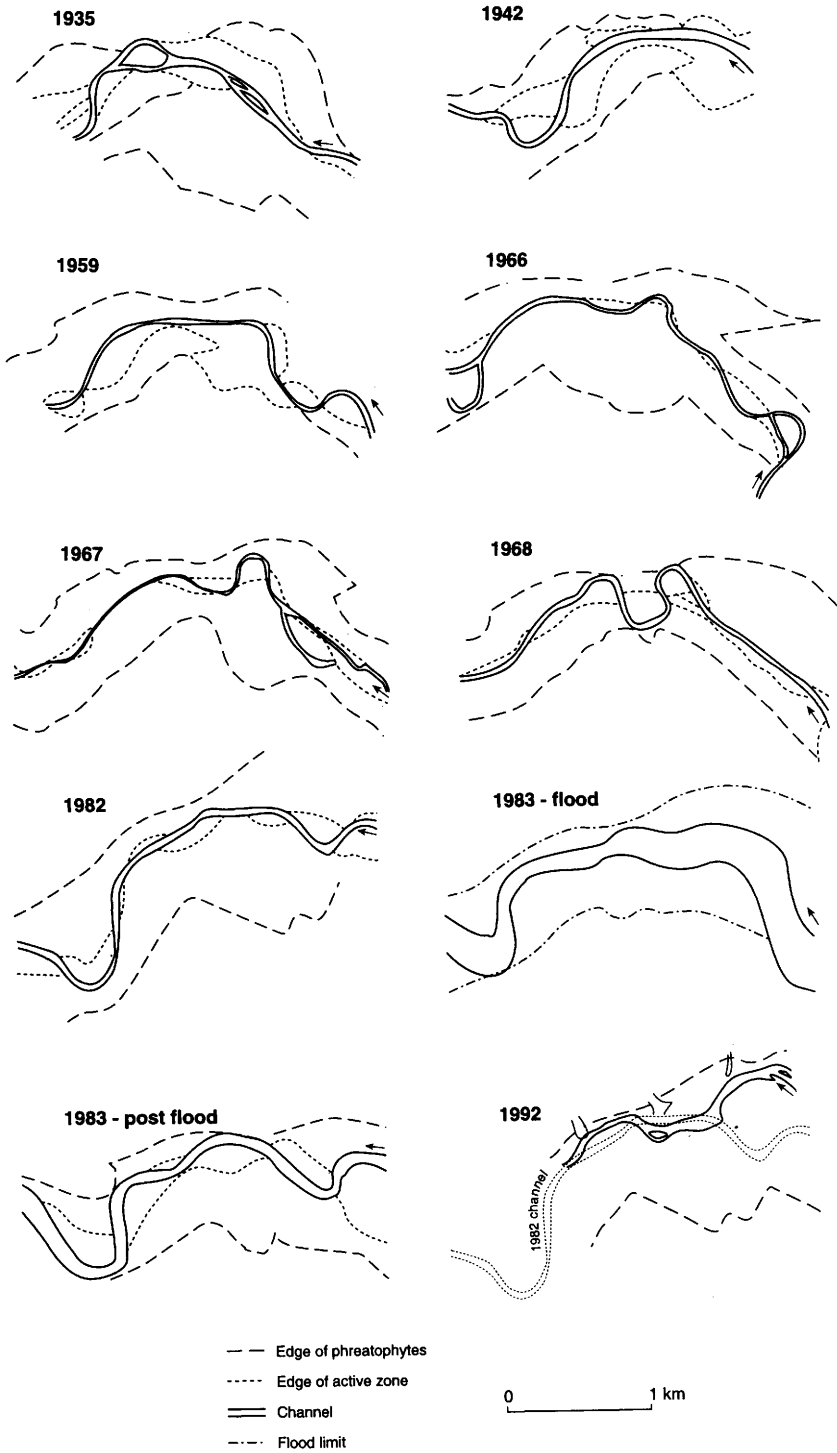 1935
1942
1959
1966
1967
1968
1982
1983 - flood
1983 - post flood
1992
1982 channel
Edge of phreatophytes
Edge of active zone
Channel
Flood limit
0 1 km